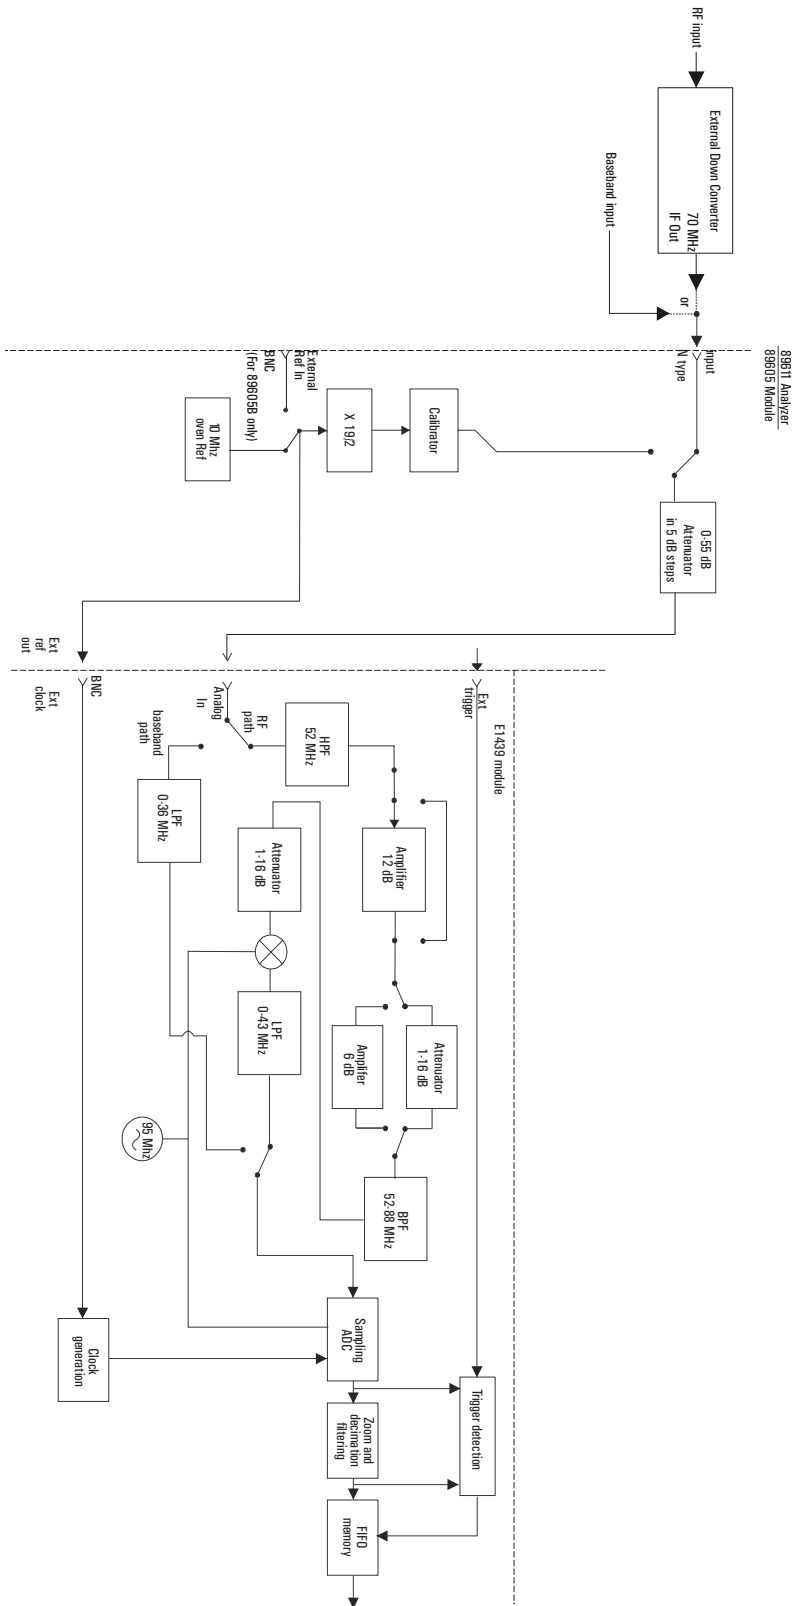 RF input
External Down Converter
70 MHz
IF Out
Baseband input
or
89611 Analyzer
89605 Module
input
N type
External
Ref In
BNC
(For 89605B only)
10 Mhz
oven Ref
X 19/2
Calibrator
0-55 dB
Attenuator
in 5 dB steps
Ext
ref
out
BNC
Ext
clock
Analog
In
RF
path
baseband
path
Ext
trigger
E1439 module
HPF
52 MHz
LPF
0-36 MHz
Amplifier
12 dB
Attenuator
1-16 dB
LPF
0-43 MHz
Attenuator
1-16 dB
Amplifer
6 dB
95 Mhz
BPF
52-88 MHz
Sampling
ADC
Clock
generation
Trigger detection
Zoom and
decimation
filtering
FIFO
memory